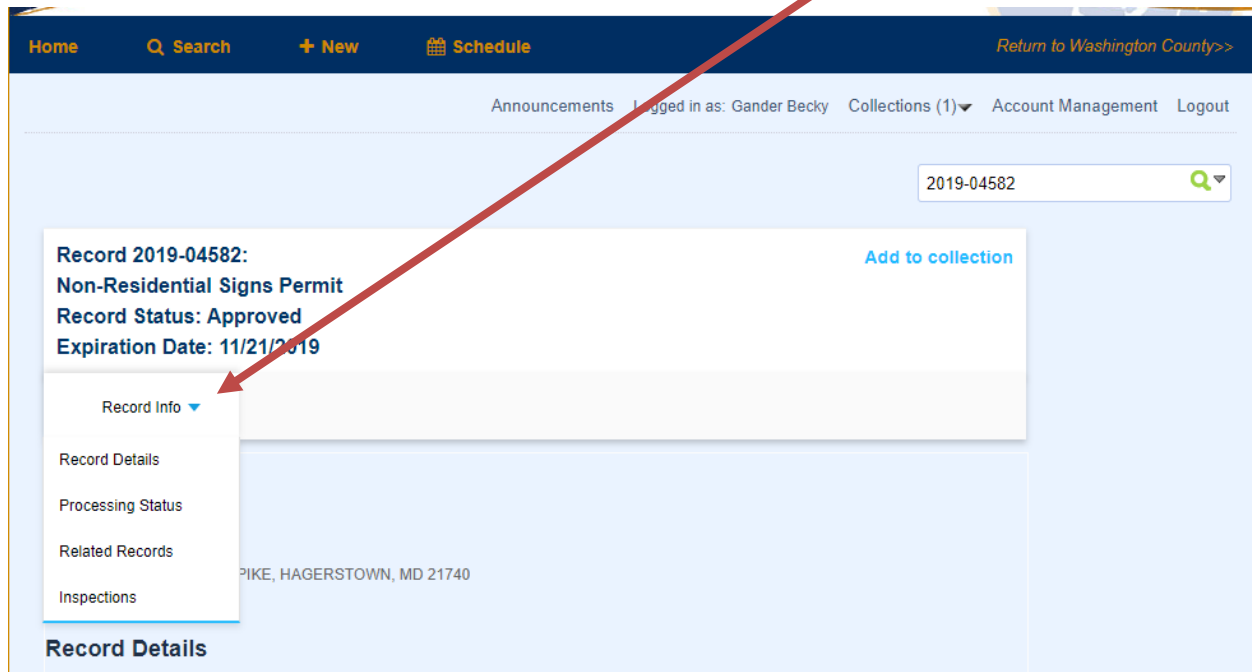 Home Search + New Schedule Return to Washington County>>
Announcements Logged in as: Gander Becky Collections (1) Account Management Logout
2019-04582
Record 2019-04582: Add to collection
Non-Residential Signs Permit
Record Status: Approved
Expiration Date: 11/21/2019
Record Info
Record Details
Processing Status
Related Records
PIKE, HAGERSTOWN, MD 21740
Inspections
Record Details